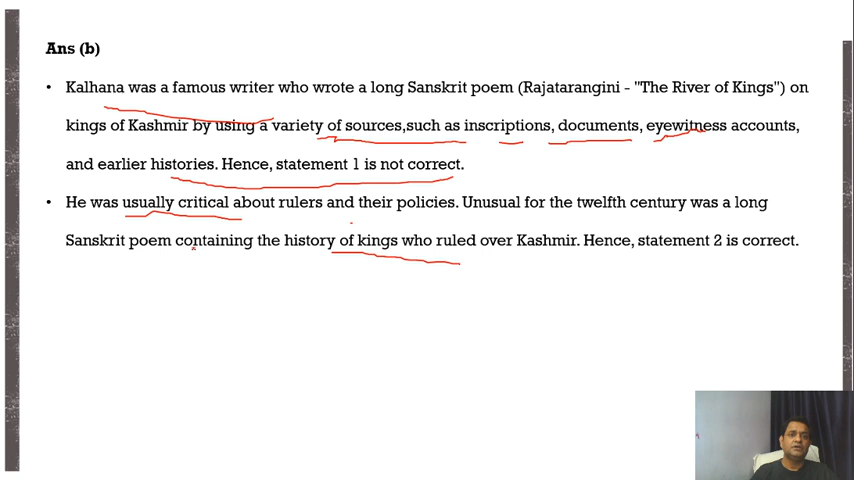 Ans (b)
• Kalhana was a famous writer who wrote a long Sanskrit poem (Rajatarangini - "The River of Kings") on
kings of Kashmir by using a variety of sources,such as inscriptions, documents, eyewitness accounts,
and earlier histories. Hence, statement 1 is not correct.
• He was usually critical about rulers and their policies. Unusual for the twelfth century was a long
Sanskrit poem containing the history of kings who ruled over Kashmir. Hence, statement 2 is correct.